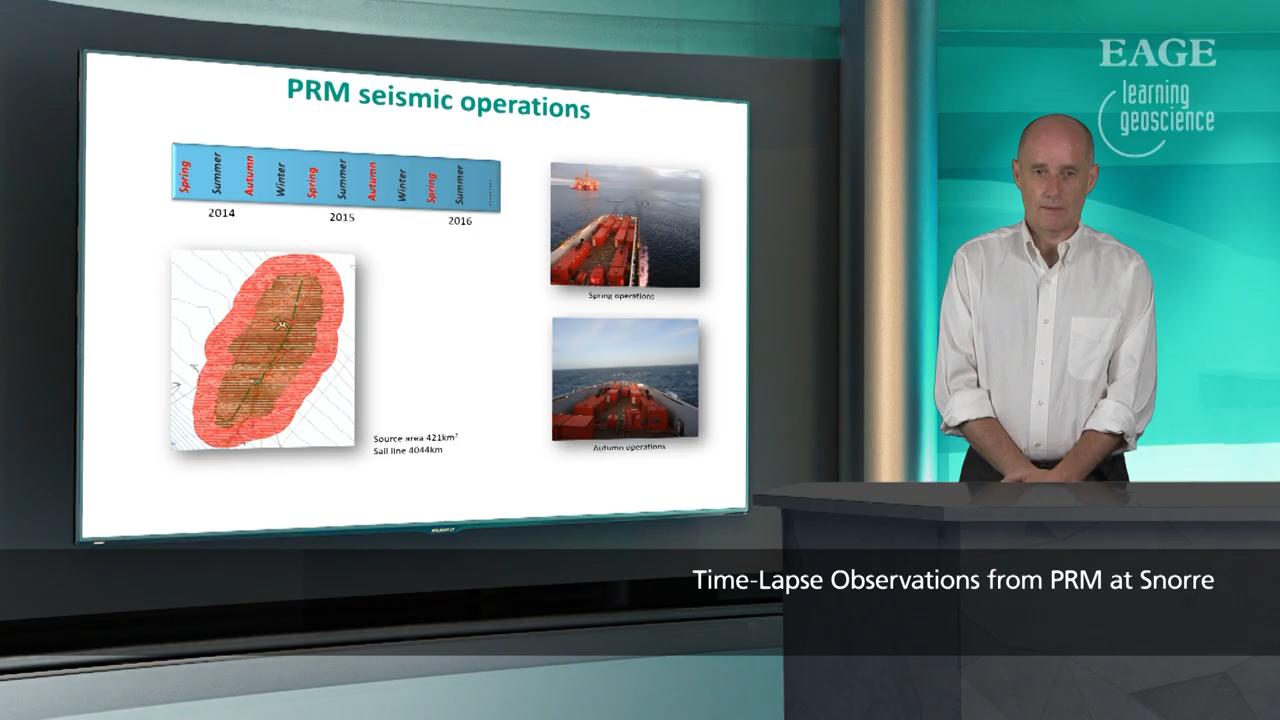 PRM seismic operations
Spring
Summer
Autumn
Winter
Spring
Summer
Autumn
Winter
Spring
Summer
........
2014
2015
2016
Spring operations
Source area 421km²
Sail line 4044km
Autumn operations
EAGE
learning
geoscience
Time-Lapse Observations from PRM at Snorre